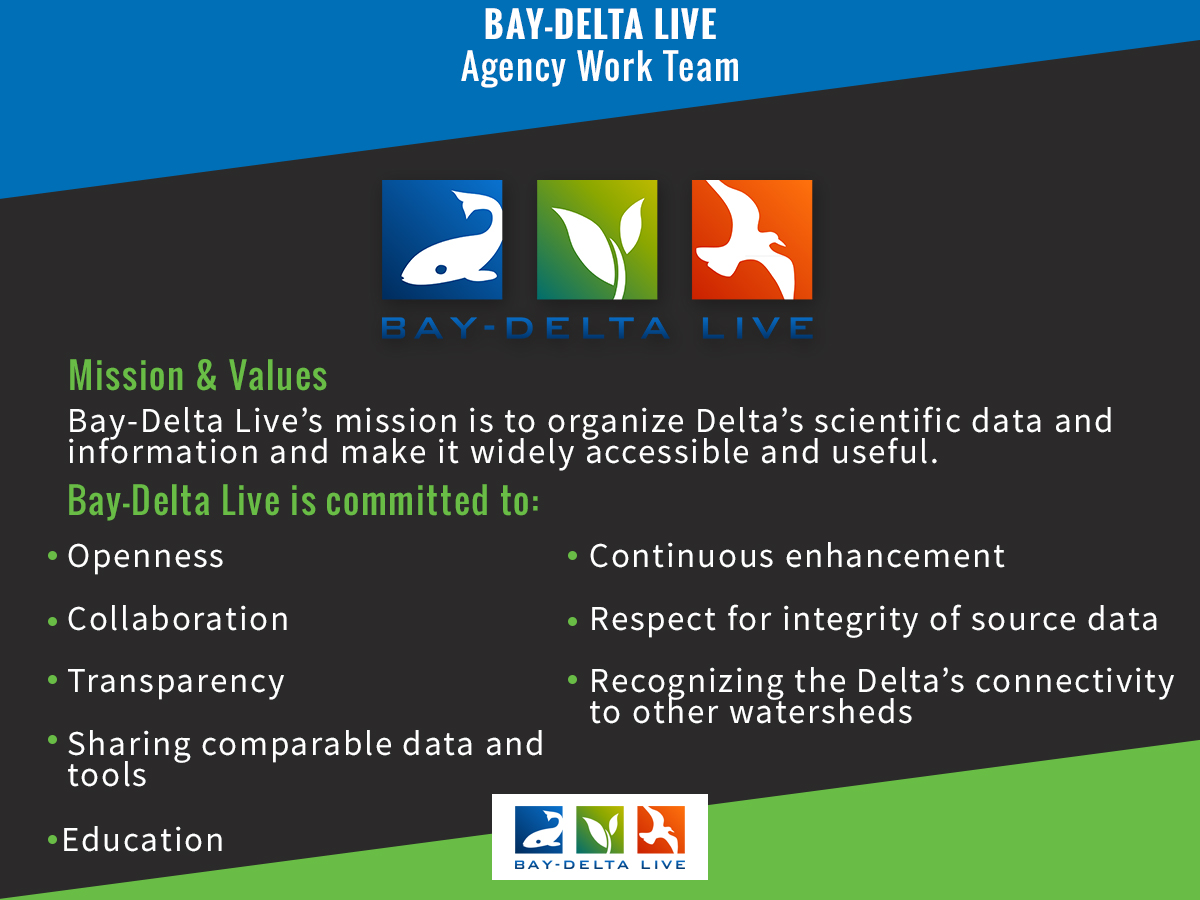 BAY-DELTA LIVE
Agency Work Team
BAY-DELTA LIVE
Mission & Values
Bay-Delta Live’s mission is to organize Delta’s scientific data and
information and make it widely accessible and useful.
Bay-Delta Live is committed to:
• Openness
• Collaboration
• Transparency
• Sharing comparable data and
tools
•Education
• Continuous enhancement
• Respect for integrity of source data
• Recognizing the Delta’s connectivity
to other watersheds
BAY-DELTA LIVE